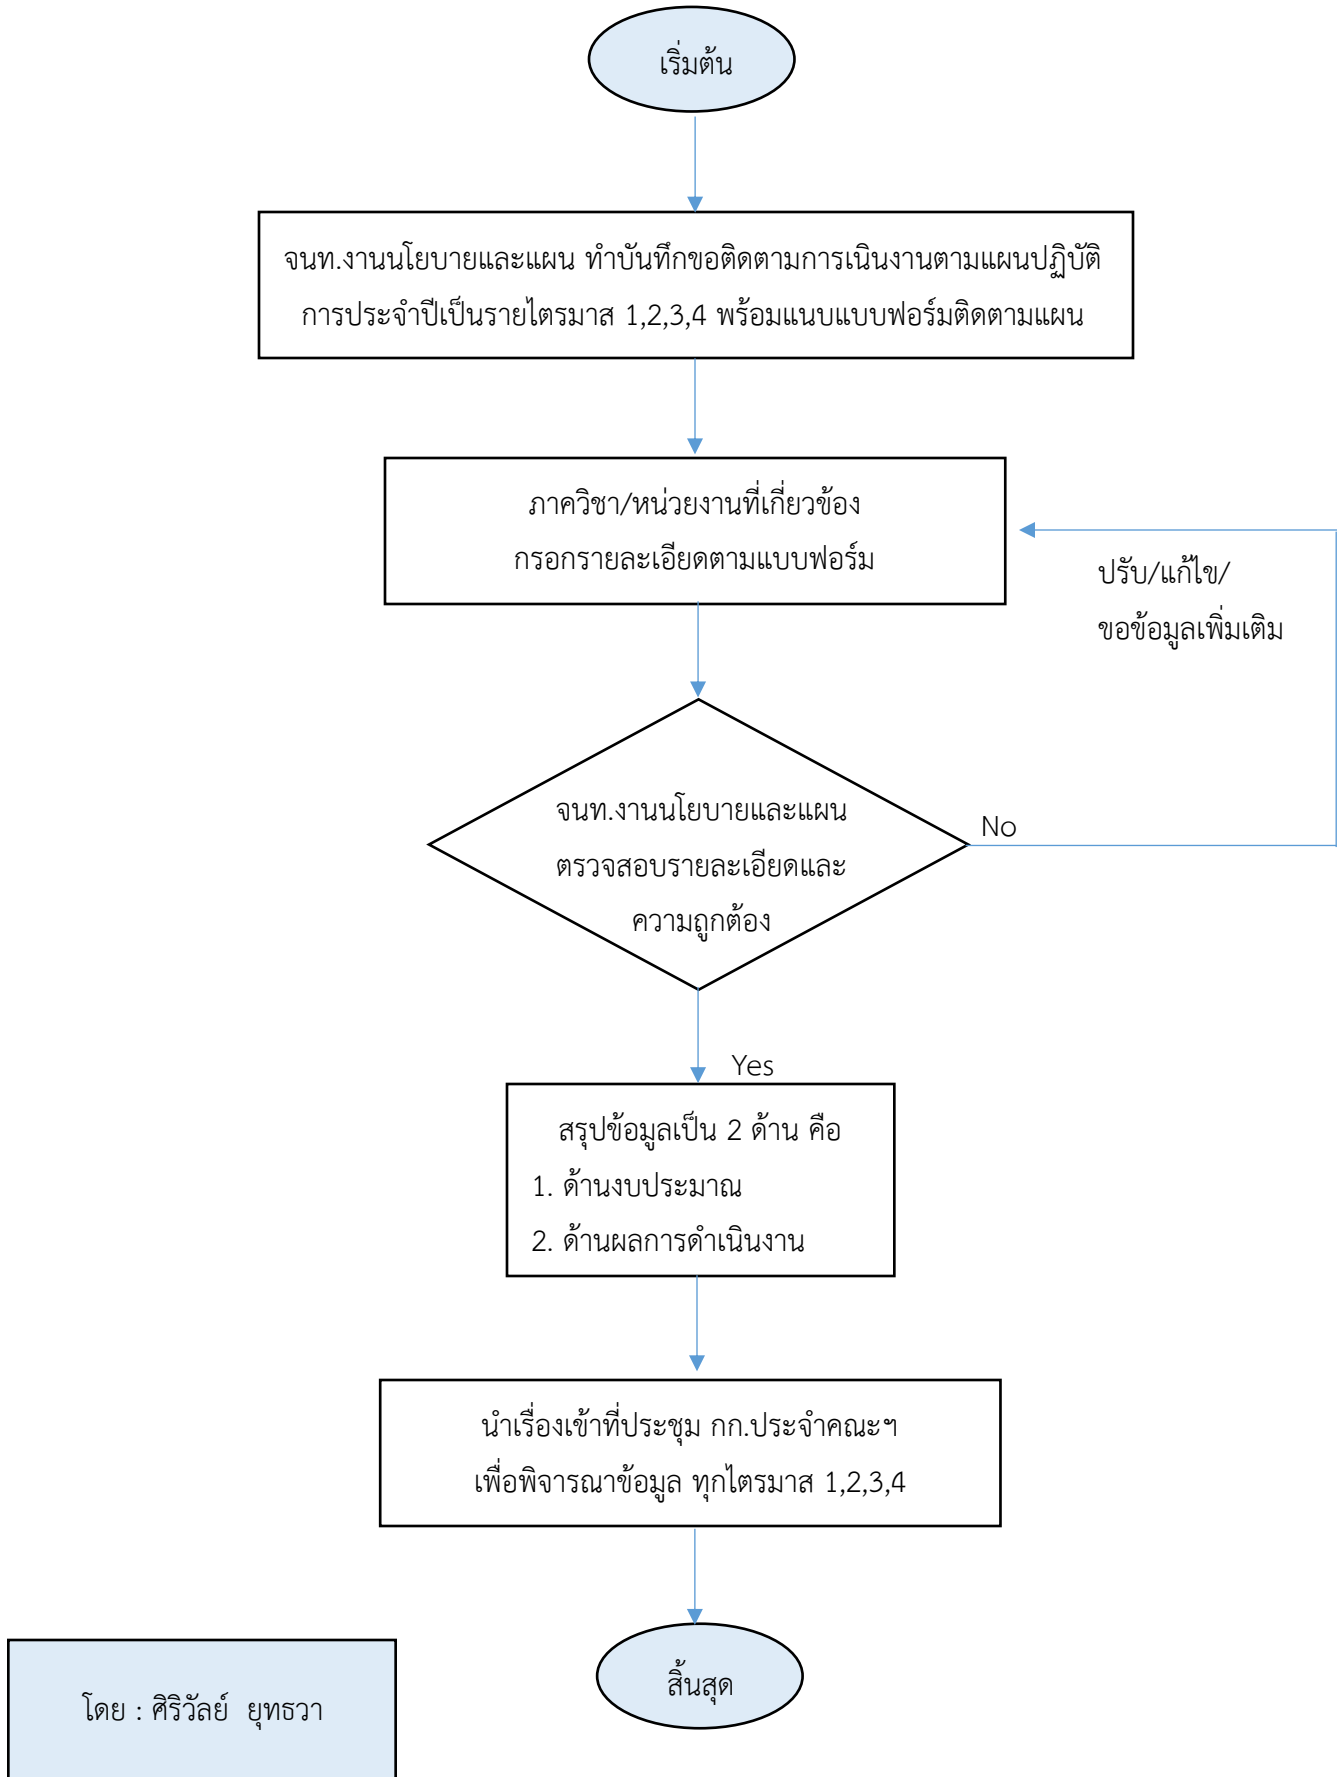 เริ่มต้น
จนท.งานนโยบายและแผน ทำบันทึกขอติดตามการเนินงานตามแผนปฏิบัติ
การประจำปีเป็นรายไตรมาส 1,2,3,4 พร้อมแนบแบบฟอร์มติดตามแผน
ภาควิชา/หน่วยงานที่เกี่ยวข้อง
กรอกรายละเอียดตามแบบฟอร์ม
ปรับ/แก้ไข/
ขอข้อมูลเพิ่มเติม
จนท.งานนโยบายและแผน
ตรวจสอบรายละเอียดและ
ความถูกต้อง
No
Yes
สรุปข้อมูลเป็น 2 ด้าน คือ
1. ด้านงบประมาณ
2. ด้านผลการดำเนินงาน
นำเรื่องเข้าที่ประชุม กก.ประจำคณะฯ
เพื่อพิจารณาข้อมูล ทุกไตรมาส 1,2,3,4
สิ้นสุด
โดย : ศิริวัลย์ ยุทธวา